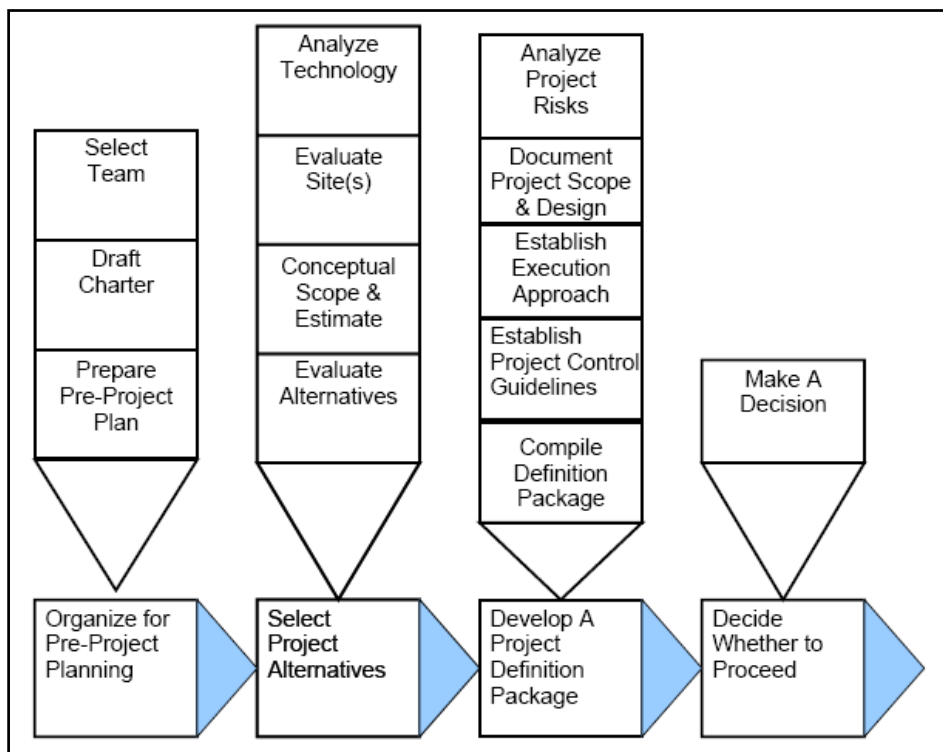 Select
Team
Draft
Charter
Prepare
Pre-Project
Plan
Organize for
Pre-Project
Planning
Analyze
Technology
Evaluate
Site(s)
Conceptual
Scope &
Estimate
Evaluate
Alternatives
Select
Project
Alternatives
Analyze
Project
Risks
Document
Project Scope
& Design
Establish
Execution
Approach
Establish
Project Control
Guidelines
Compile
Definition
Package
Develop A
Project
Definition
Package
Make A
Decision
Decide
Whether to
Proceed